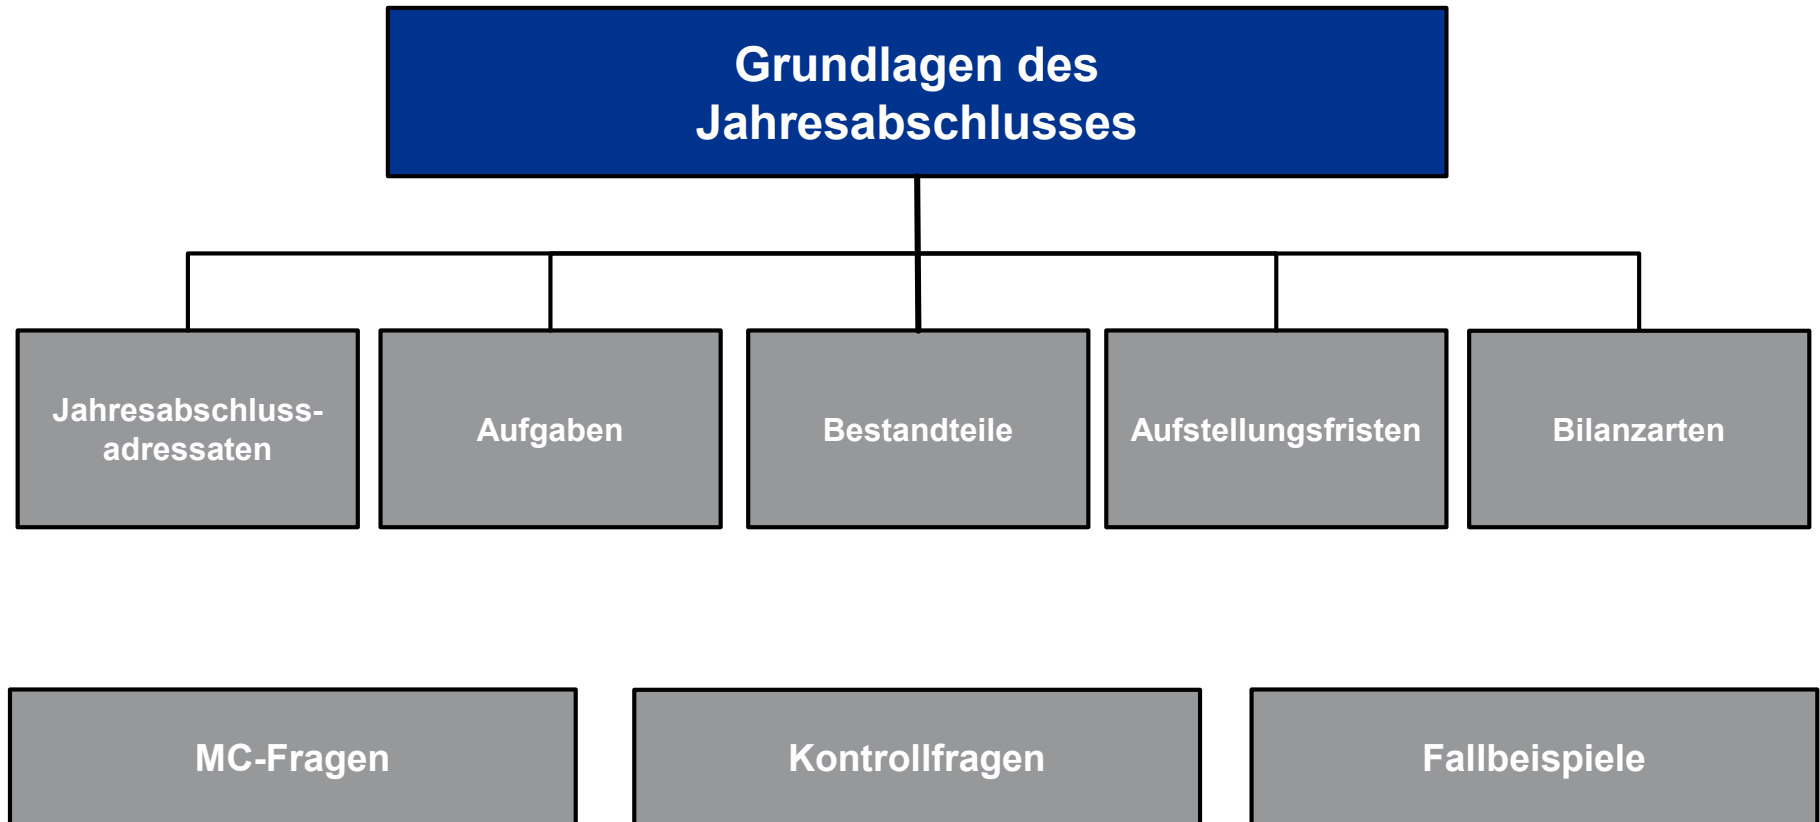 Grundlagen des
Jahresabschlusses
Jahresabschluss-
adressaten
Aufgaben
Bestandteile
Aufstellungsfristen
Bilanzarten
MC-Fragen
Kontrollfragen
Fallbeispiele